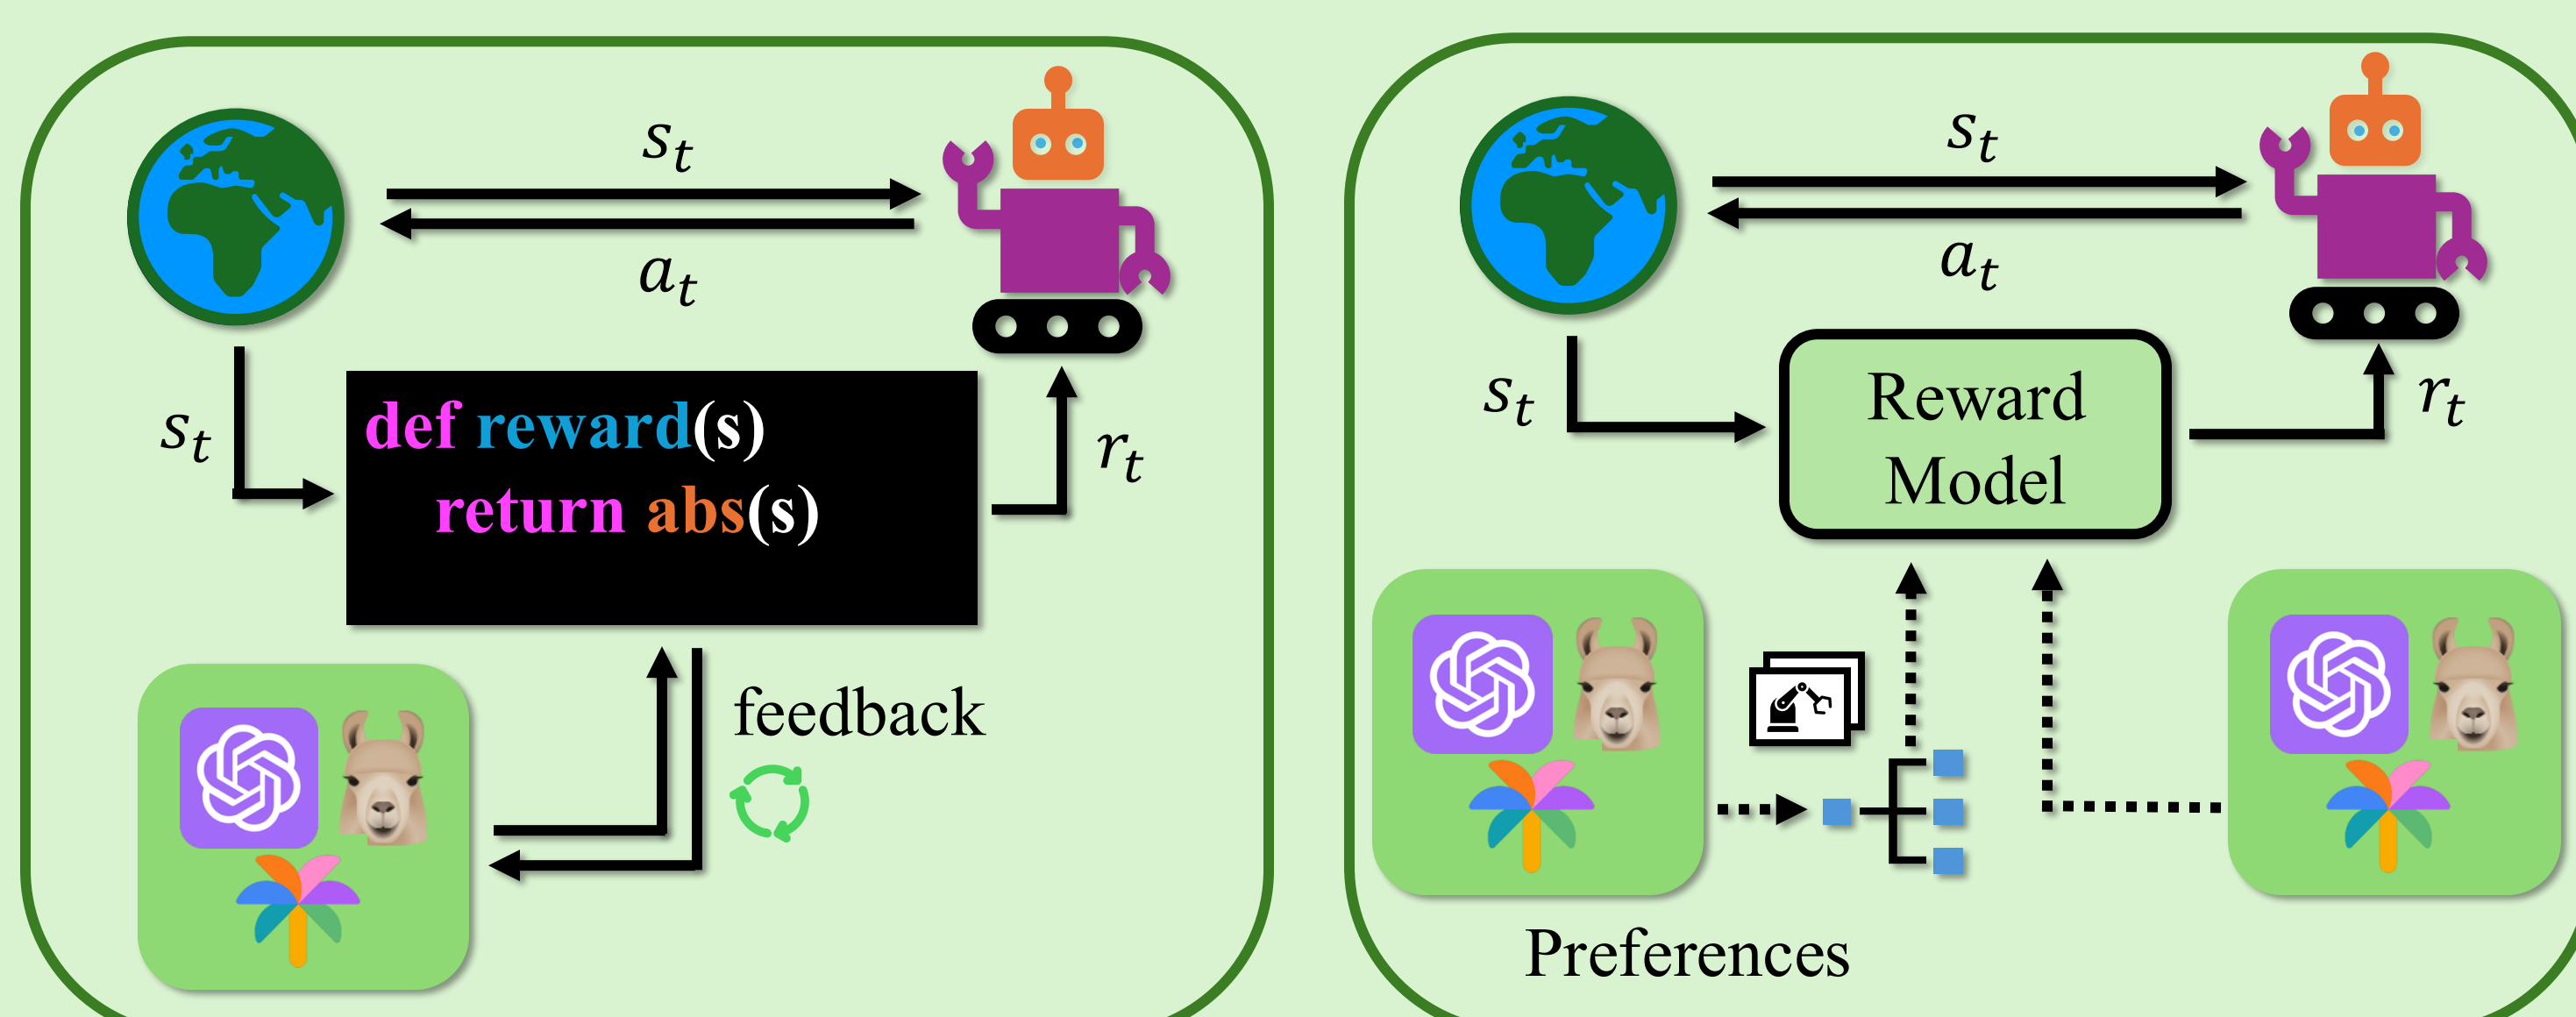 s_t
a_t
s_t
def reward(s)
return abs(s)
r_t
feedback
s_t
a_t
s_t
Reward
Model
r_t
Preferences